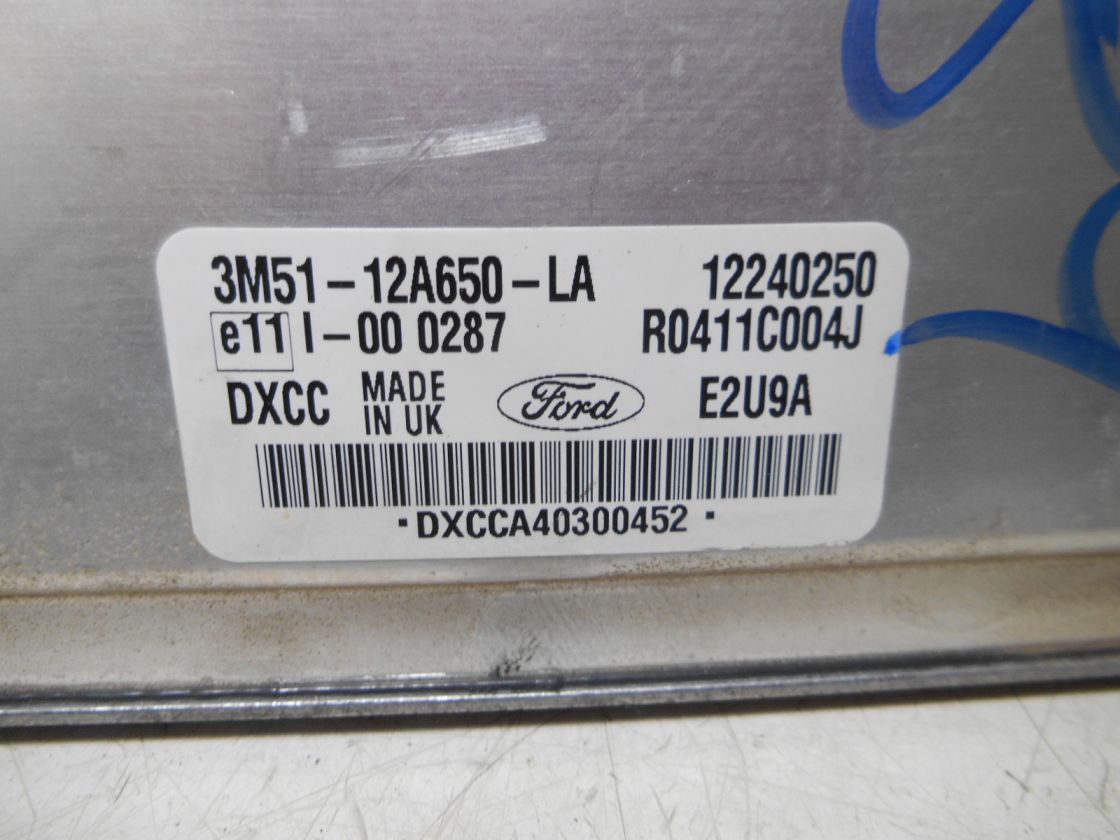 3M51-12A650-LA 12240250
e11 I-00 0287 R0411C004J
DXCC MADE IN UK Ford E2U9A
·DXCCA40300452 ·